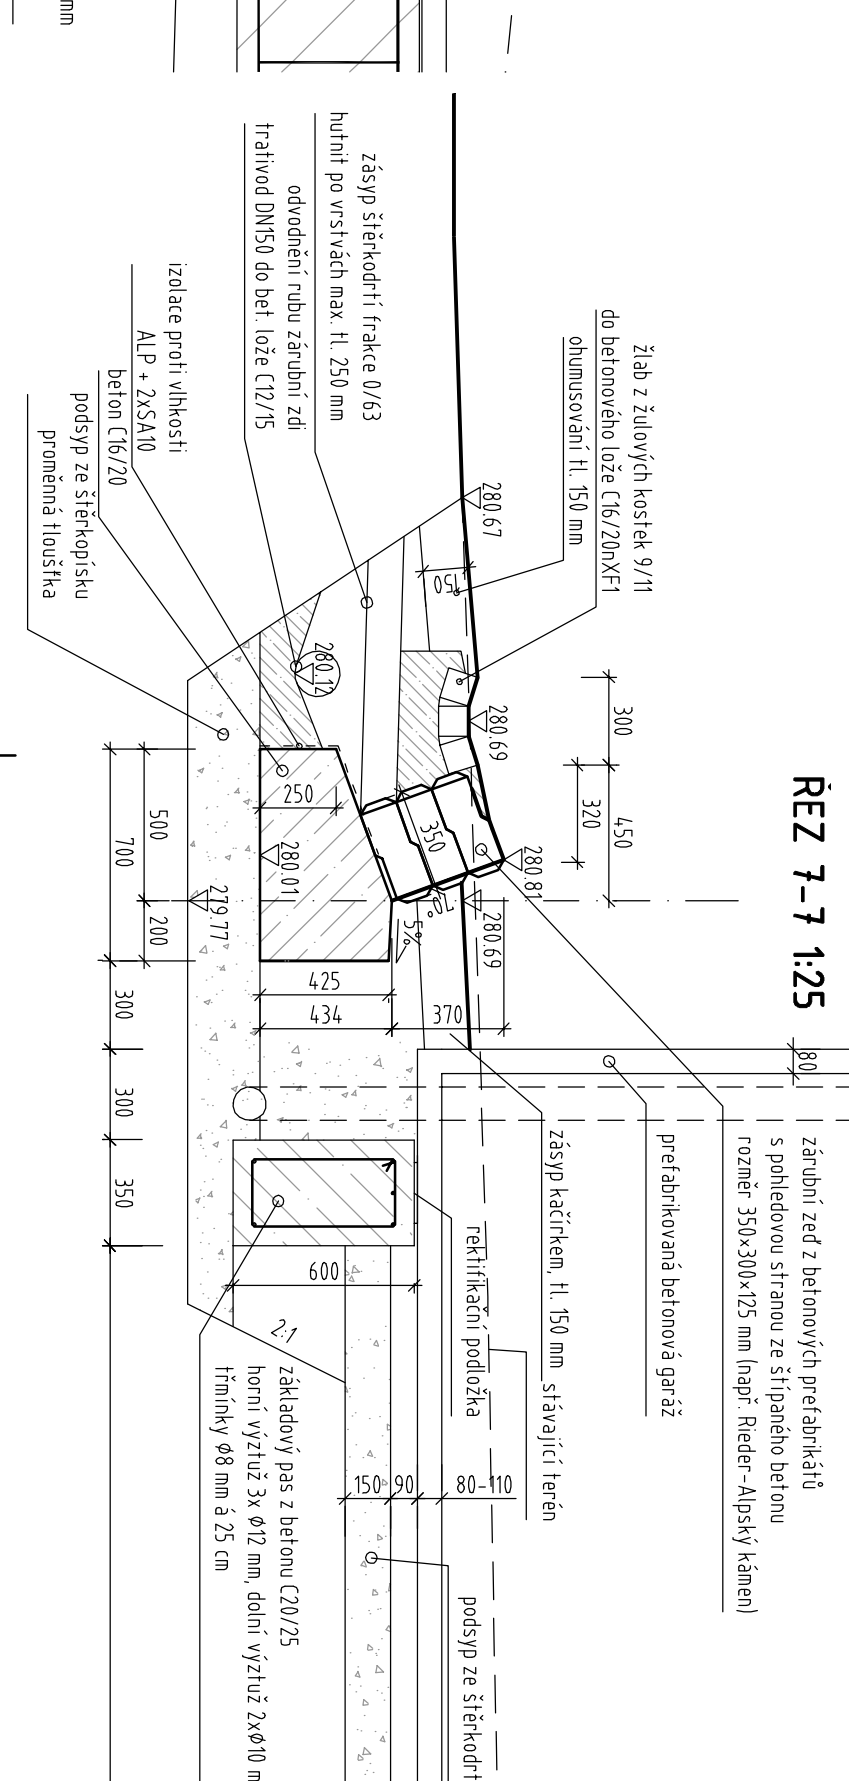 mm
ŘEZ 7-7 1:25
žlab z žulových kostek 9/11
do betonového lože C16/20nXF1
ohumusování tl. 150 mm
zásyp štěrkodrtí frakce 0/63
hutnit po vrstvách max. tl. 250 mm
odvodnění rubu zárubní zdi
trativod DN150 do bet. lože C12/15
izolace proti vlhkosti
ALP + 2xSA10
beton C16/20
podsyp ze štěrkopísku
proměnná tloušťka
280.67
150
280.12
280.69
280.81
280.69
300
450
320
350
70°
5%
250
280.01
279.77
500
200
700
300
300
350
425
434
370
80
600
2:1
150
90
80-110
zárubní zeď z betonových prefabrikátů
s pohledovou stranou ze štípaného betonu
rozměr 350x300x125 mm (např. Rieder-Alpský kámen)
prefabrikovaná betonová garáž
zásyp kačírkem, tl. 150 mm
stávající terén
rektifikační podložka
základový pas z betonu C20/25
horní výztuž 3x Ø12 mm, dolní výztuž 2xØ10 m
třmínky Ø8 mm á 25 cm
podsyp ze štěrkodrt